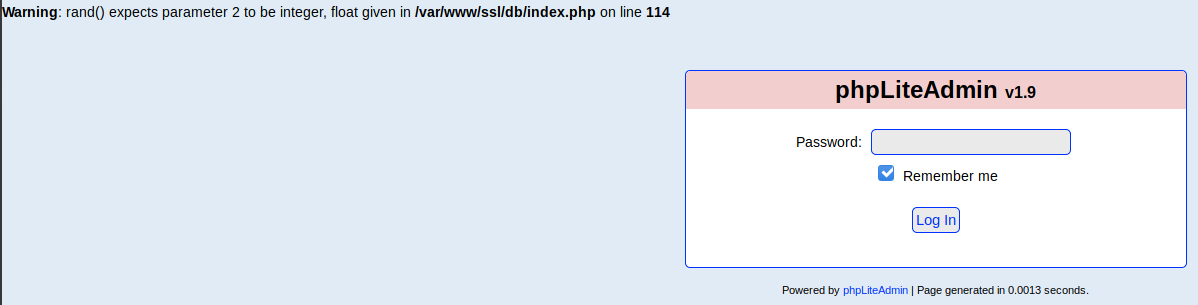 Warning: rand() expects parameter 2 to be integer, float given in /var/www/ssl/db/index.php on line 114
phpLiteAdmin v1.9
Password:
Remember me
Log In
Powered by phpLiteAdmin | Page generated in 0.0013 seconds.